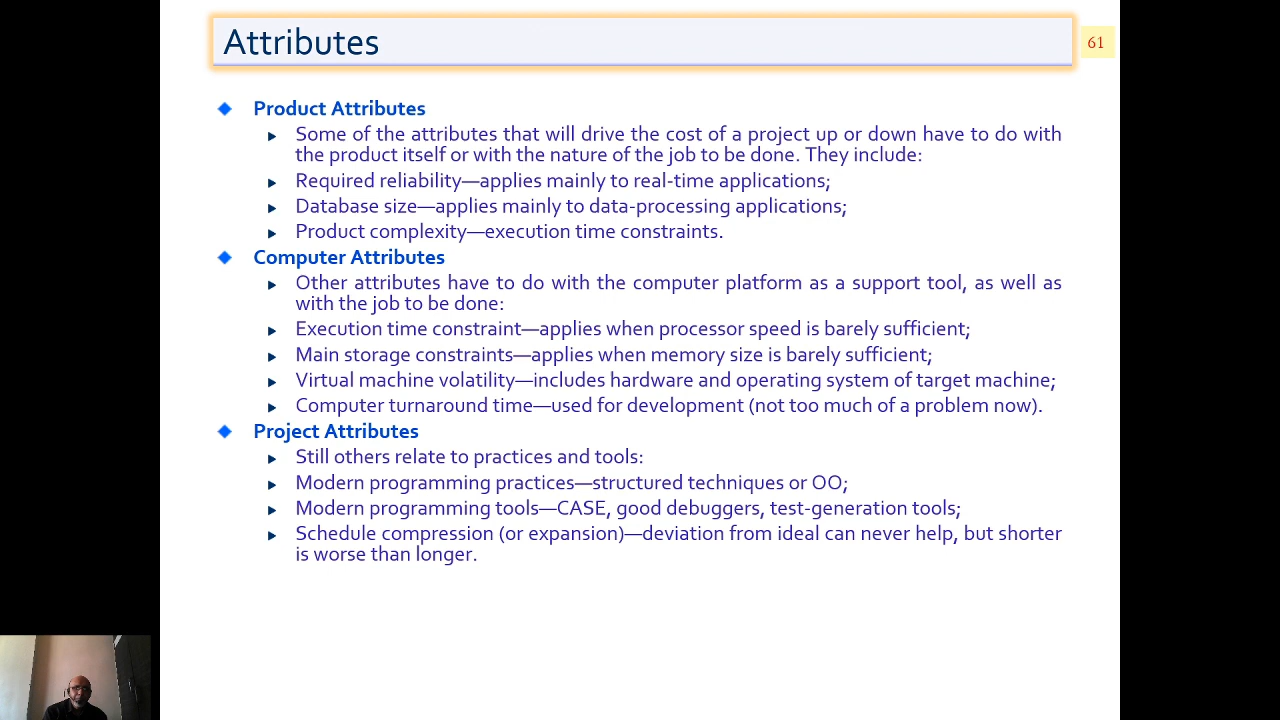 Attributes
61
Product Attributes
Some of the attributes that will drive the cost of a project up or down have to do with
the product itself or with the nature of the job to be done. They include:
Required reliability—applies mainly to real-time applications;
Database size—applies mainly to data-processing applications;
Product complexity—execution time constraints.
Computer Attributes
Other attributes have to do with the computer platform as a support tool, as well as
with the job to be done:
Execution time constraint—applies when processor speed is barely sufficient;
Main storage constraints—applies when memory size is barely sufficient;
Virtual machine volatility—includes hardware and operating system of target machine;
Computer turnaround time—used for development (not too much of a problem now).
Project Attributes
Still others relate to practices and tools:
Modern programming practices—structured techniques or OO;
Modern programming tools—CASE, good debuggers, test-generation tools;
Schedule compression (or expansion)—deviation from ideal can never help, but shorter
is worse than longer.